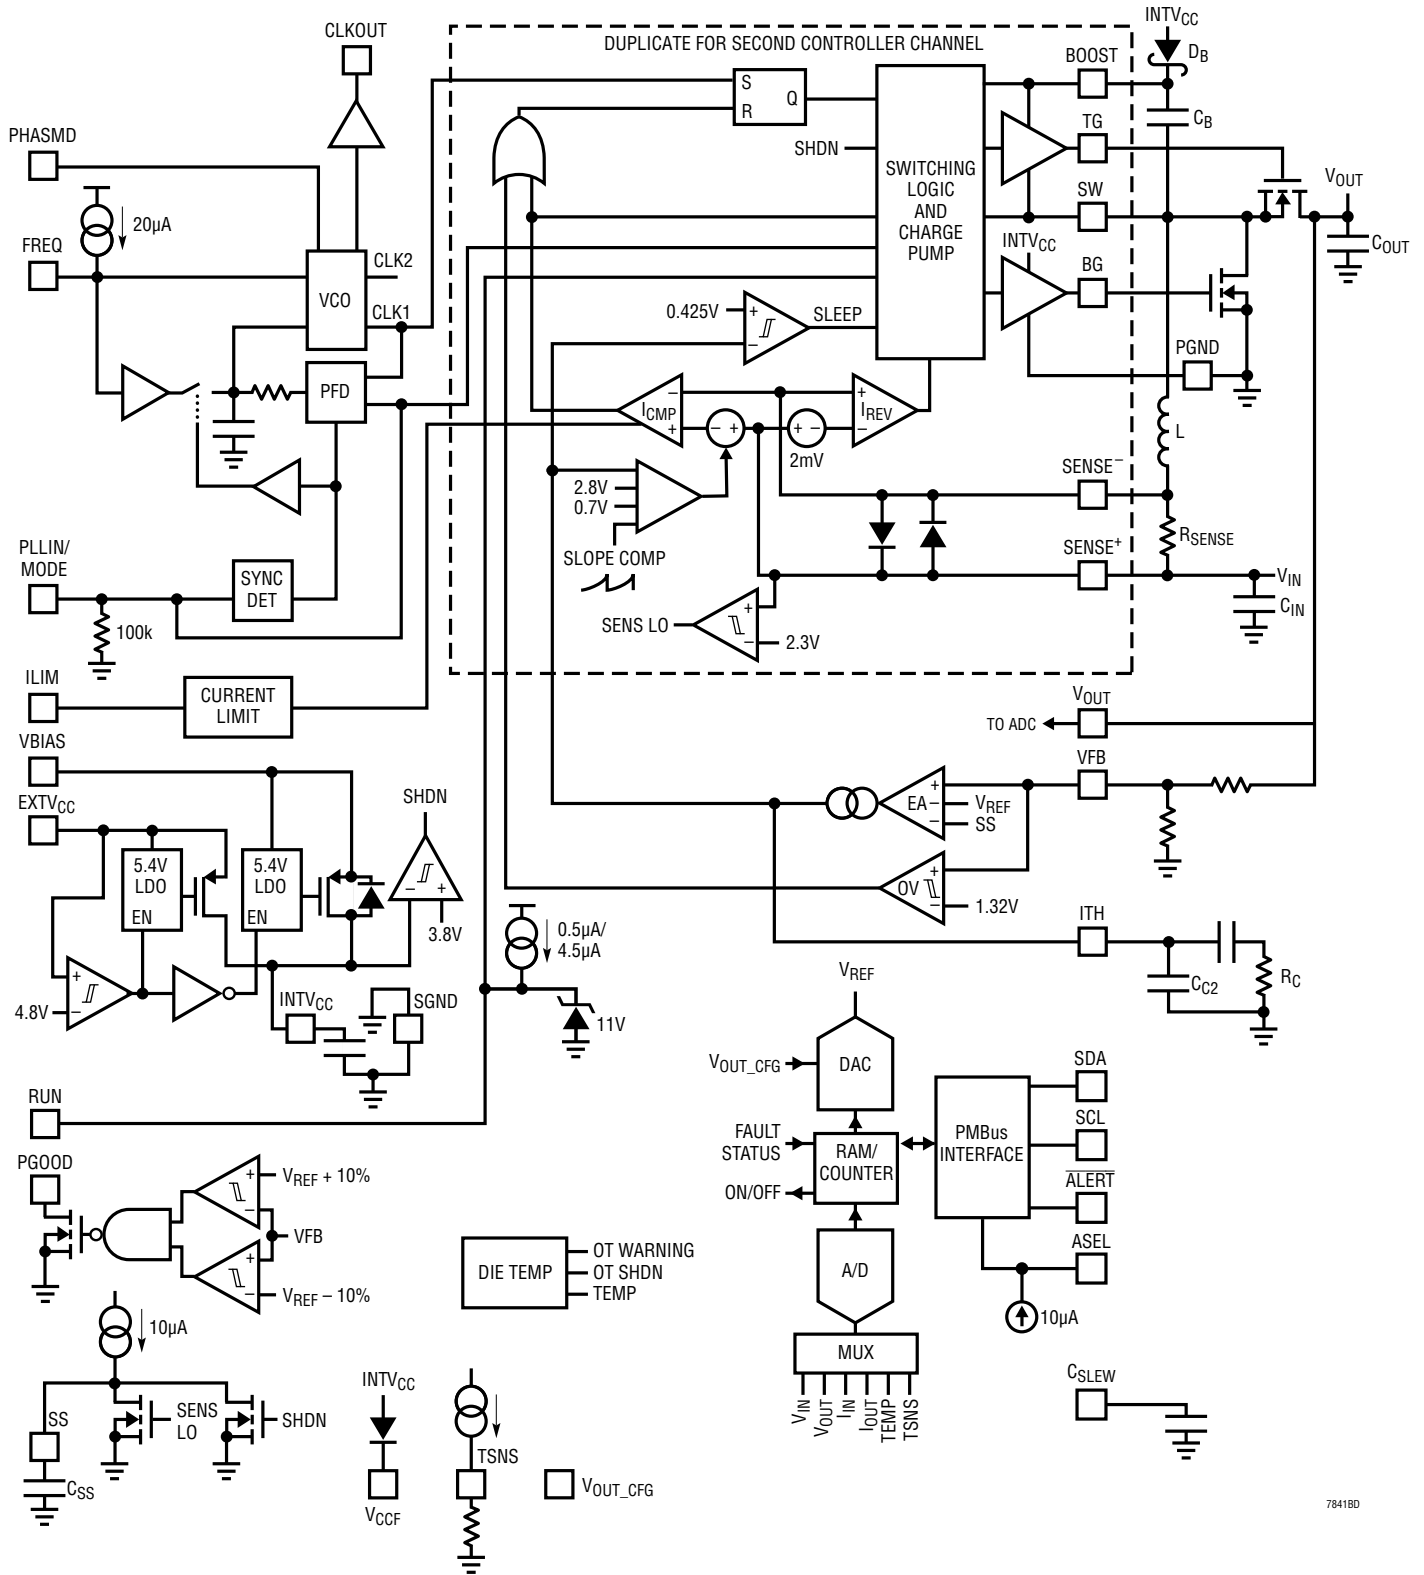 CLKOUT
DUPLICATE FOR SECOND CONTROLLER CHANNEL
INTVCC
DB
BOOST
CB
S
R
Q
PHASMD
SHDN
TG
SWITCHING
LOGIC
AND
CHARGE
PUMP
SW
VOUT
COUT
20µA
FREQ
CLK2
VCO
CLK1
INTVCC
BG
0.425V
+
–
SLEEP
PGND
PFD
ICMP
–
+
– +
+ –
2mV
+
–
IREV
L
2.8V
0.7V
SLOPE COMP
SENSE–
RSENSE
SENSE+
VIN
CIN
PLLIN/
MODE
SYNC
DET
100k
SENS LO
+
–
2.3V
ILIM
CURRENT
LIMIT
VOUT
TO ADC
VBIAS
VFB
EXTVCC
SHDN
EA
+
–
–
VREF
SS
5.4V
LDO
EN
5.4V
LDO
EN
–
+
3.8V
OV
+
–
1.32V
0.5µA/
4.5µA
ITH
CC2
RC
+
–
4.8V
INTVCC
SGND
11V
VREF
VOUT_CFG
DAC
SDA
RUN
FAULT
STATUS
RAM/
COUNTER
PMBus
INTERFACE
SCL
PGOOD
+
–
VREF + 10%
ON/OFF
ALERT
VFB
+
–
VREF – 10%
DIE TEMP
OT WARNING
OT SHDN
TEMP
A/D
ASEL
10µA
10µA
MUX
VIN
VOUT
IIN
IOUT
TEMP
TSNS
CSLEW
SS
SENS
LO
SHDN
INTVCC
TSNS
CSS
VCCF
VOUT_CFG
7841BD